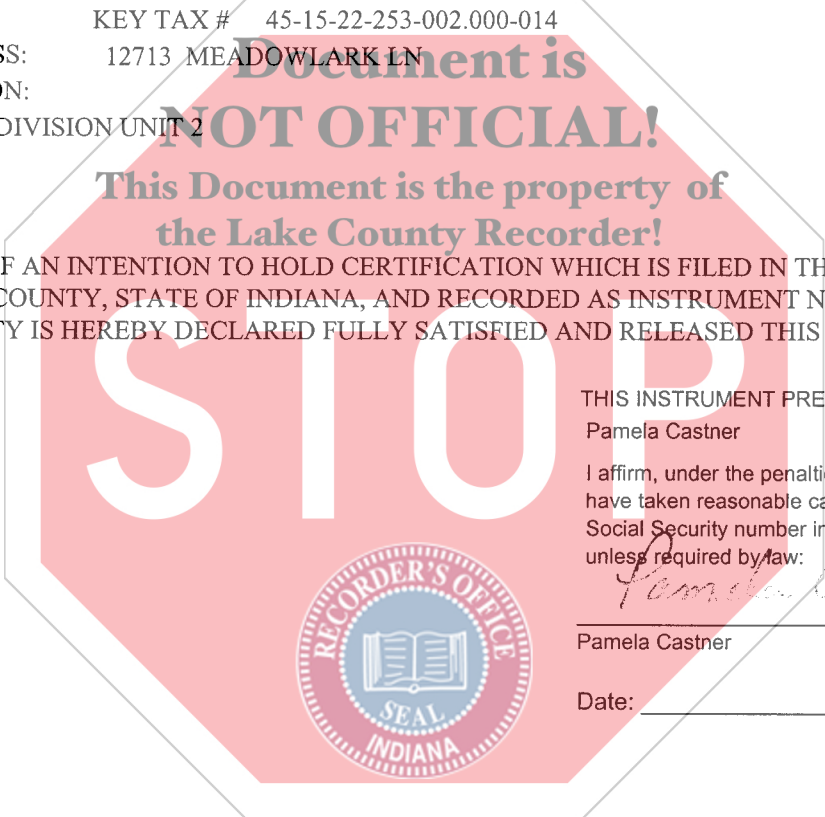 KEY TAX # 45-15-22-253-002.000-014
SS: 12713 MEADOWLARK LN
ON:
DIVISION UNIT 2
Document is
NOT OFFICIAL!
This Document is the property of
the Lake County Recorder!
F AN INTENTION TO HOLD CERTIFICATION WHICH IS FILED IN TH
COUNTY, STATE OF INDIANA, AND RECORDED AS INSTRUMENT N
TY IS HEREBY DECLARED FULLY SATISFIED AND RELEASED THIS
STOP
THIS INSTRUMENT PRE
Pamela Castner
I affirm, under the penalti
have taken reasonable ca
Social Security number in
unless required by law:
Pamela C
Pamela Castner
Date:
RECORDER'S OFFICE
SEAL
INDIANA